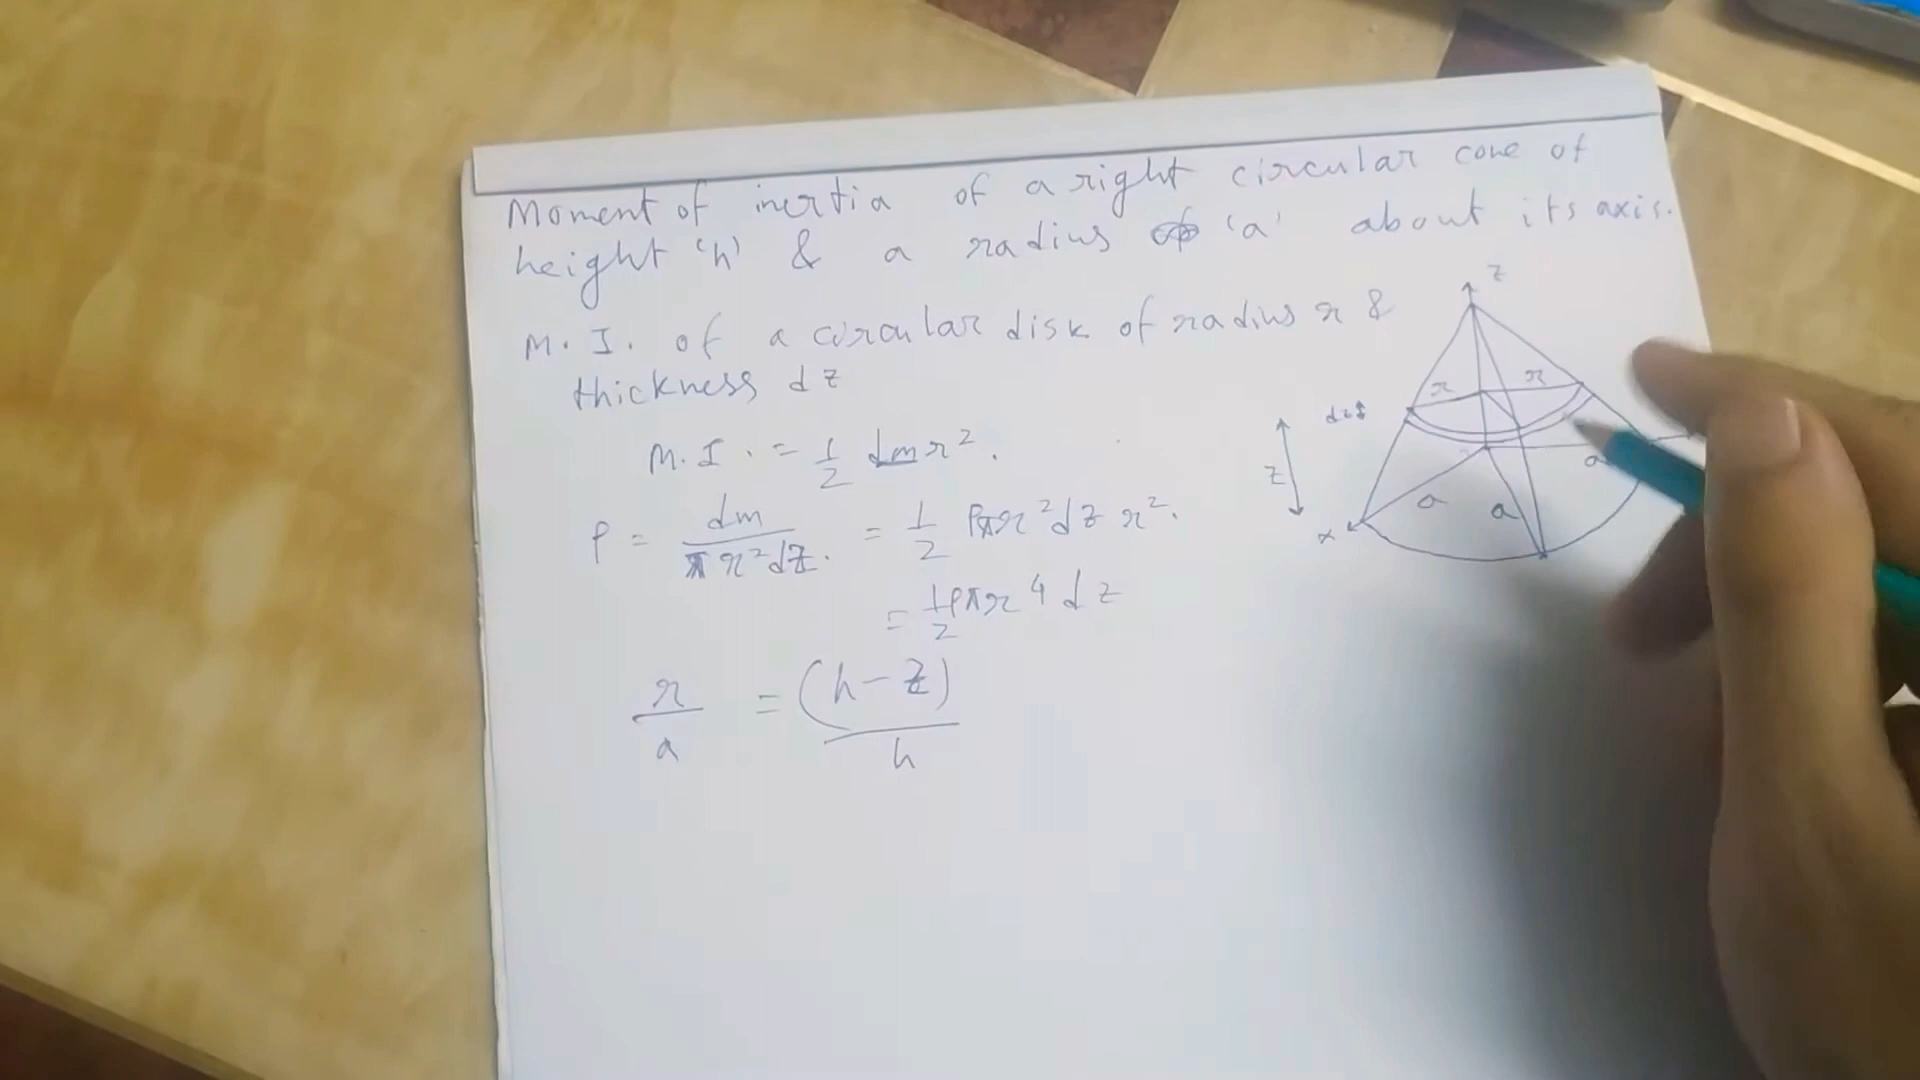 Moment of inertia of a right circular cone of
height 'h' & a radius 'a' about its axis.
M. I. of a circular disk of radius r &
thickness dz
M. I. = 1/2 dm r².
ρ = dm/πr²dz. = 1/2 ρπr²dz r².
= 1/2 ρπr⁴ dz
r/a = (h-z)/h
z
r r
dz
z
a
a a
x